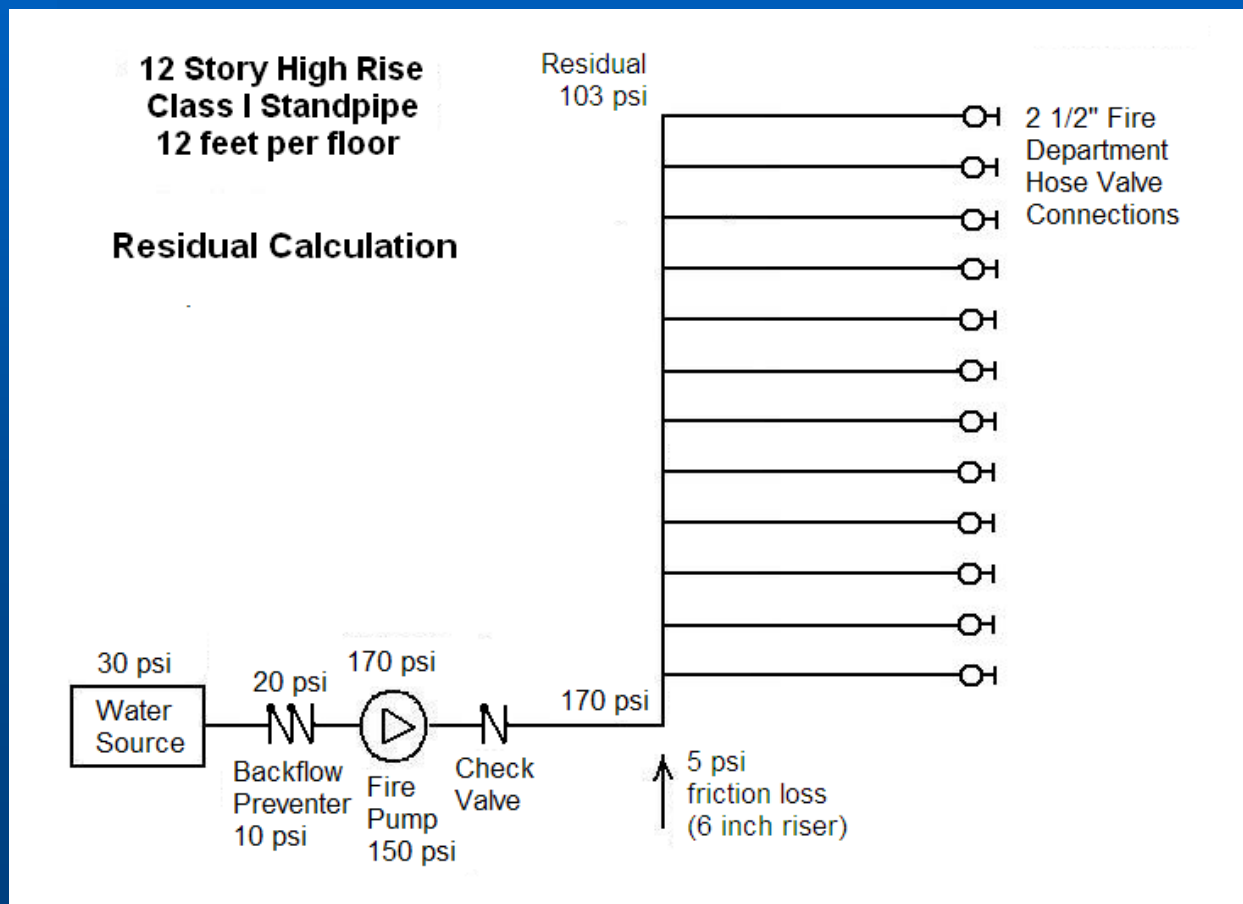 12 Story High Rise
Class I Standpipe
12 feet per floor
Residual Calculation
Residual
103 psi
2 1/2" Fire
Department
Hose Valve
Connections
30 psi
Water
Source
20 psi
Backflow
Preventer
10 psi
170 psi
Fire
Pump
150 psi
Check
Valve
170 psi
5 psi
friction loss
(6 inch riser)